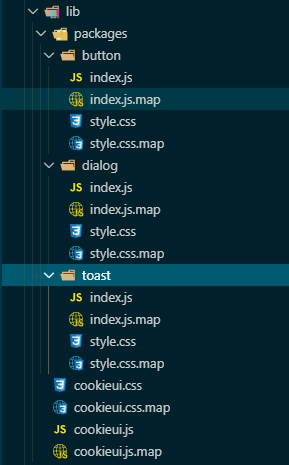 lib
packages
button
JS index.js
index.js.map
style.css
style.css.map
dialog
JS index.js
index.js.map
style.css
style.css.map
toast
JS index.js
index.js.map
style.css
style.css.map
cookieui.css
cookieui.css.map
JS cookieui.js
cookieui.js.map